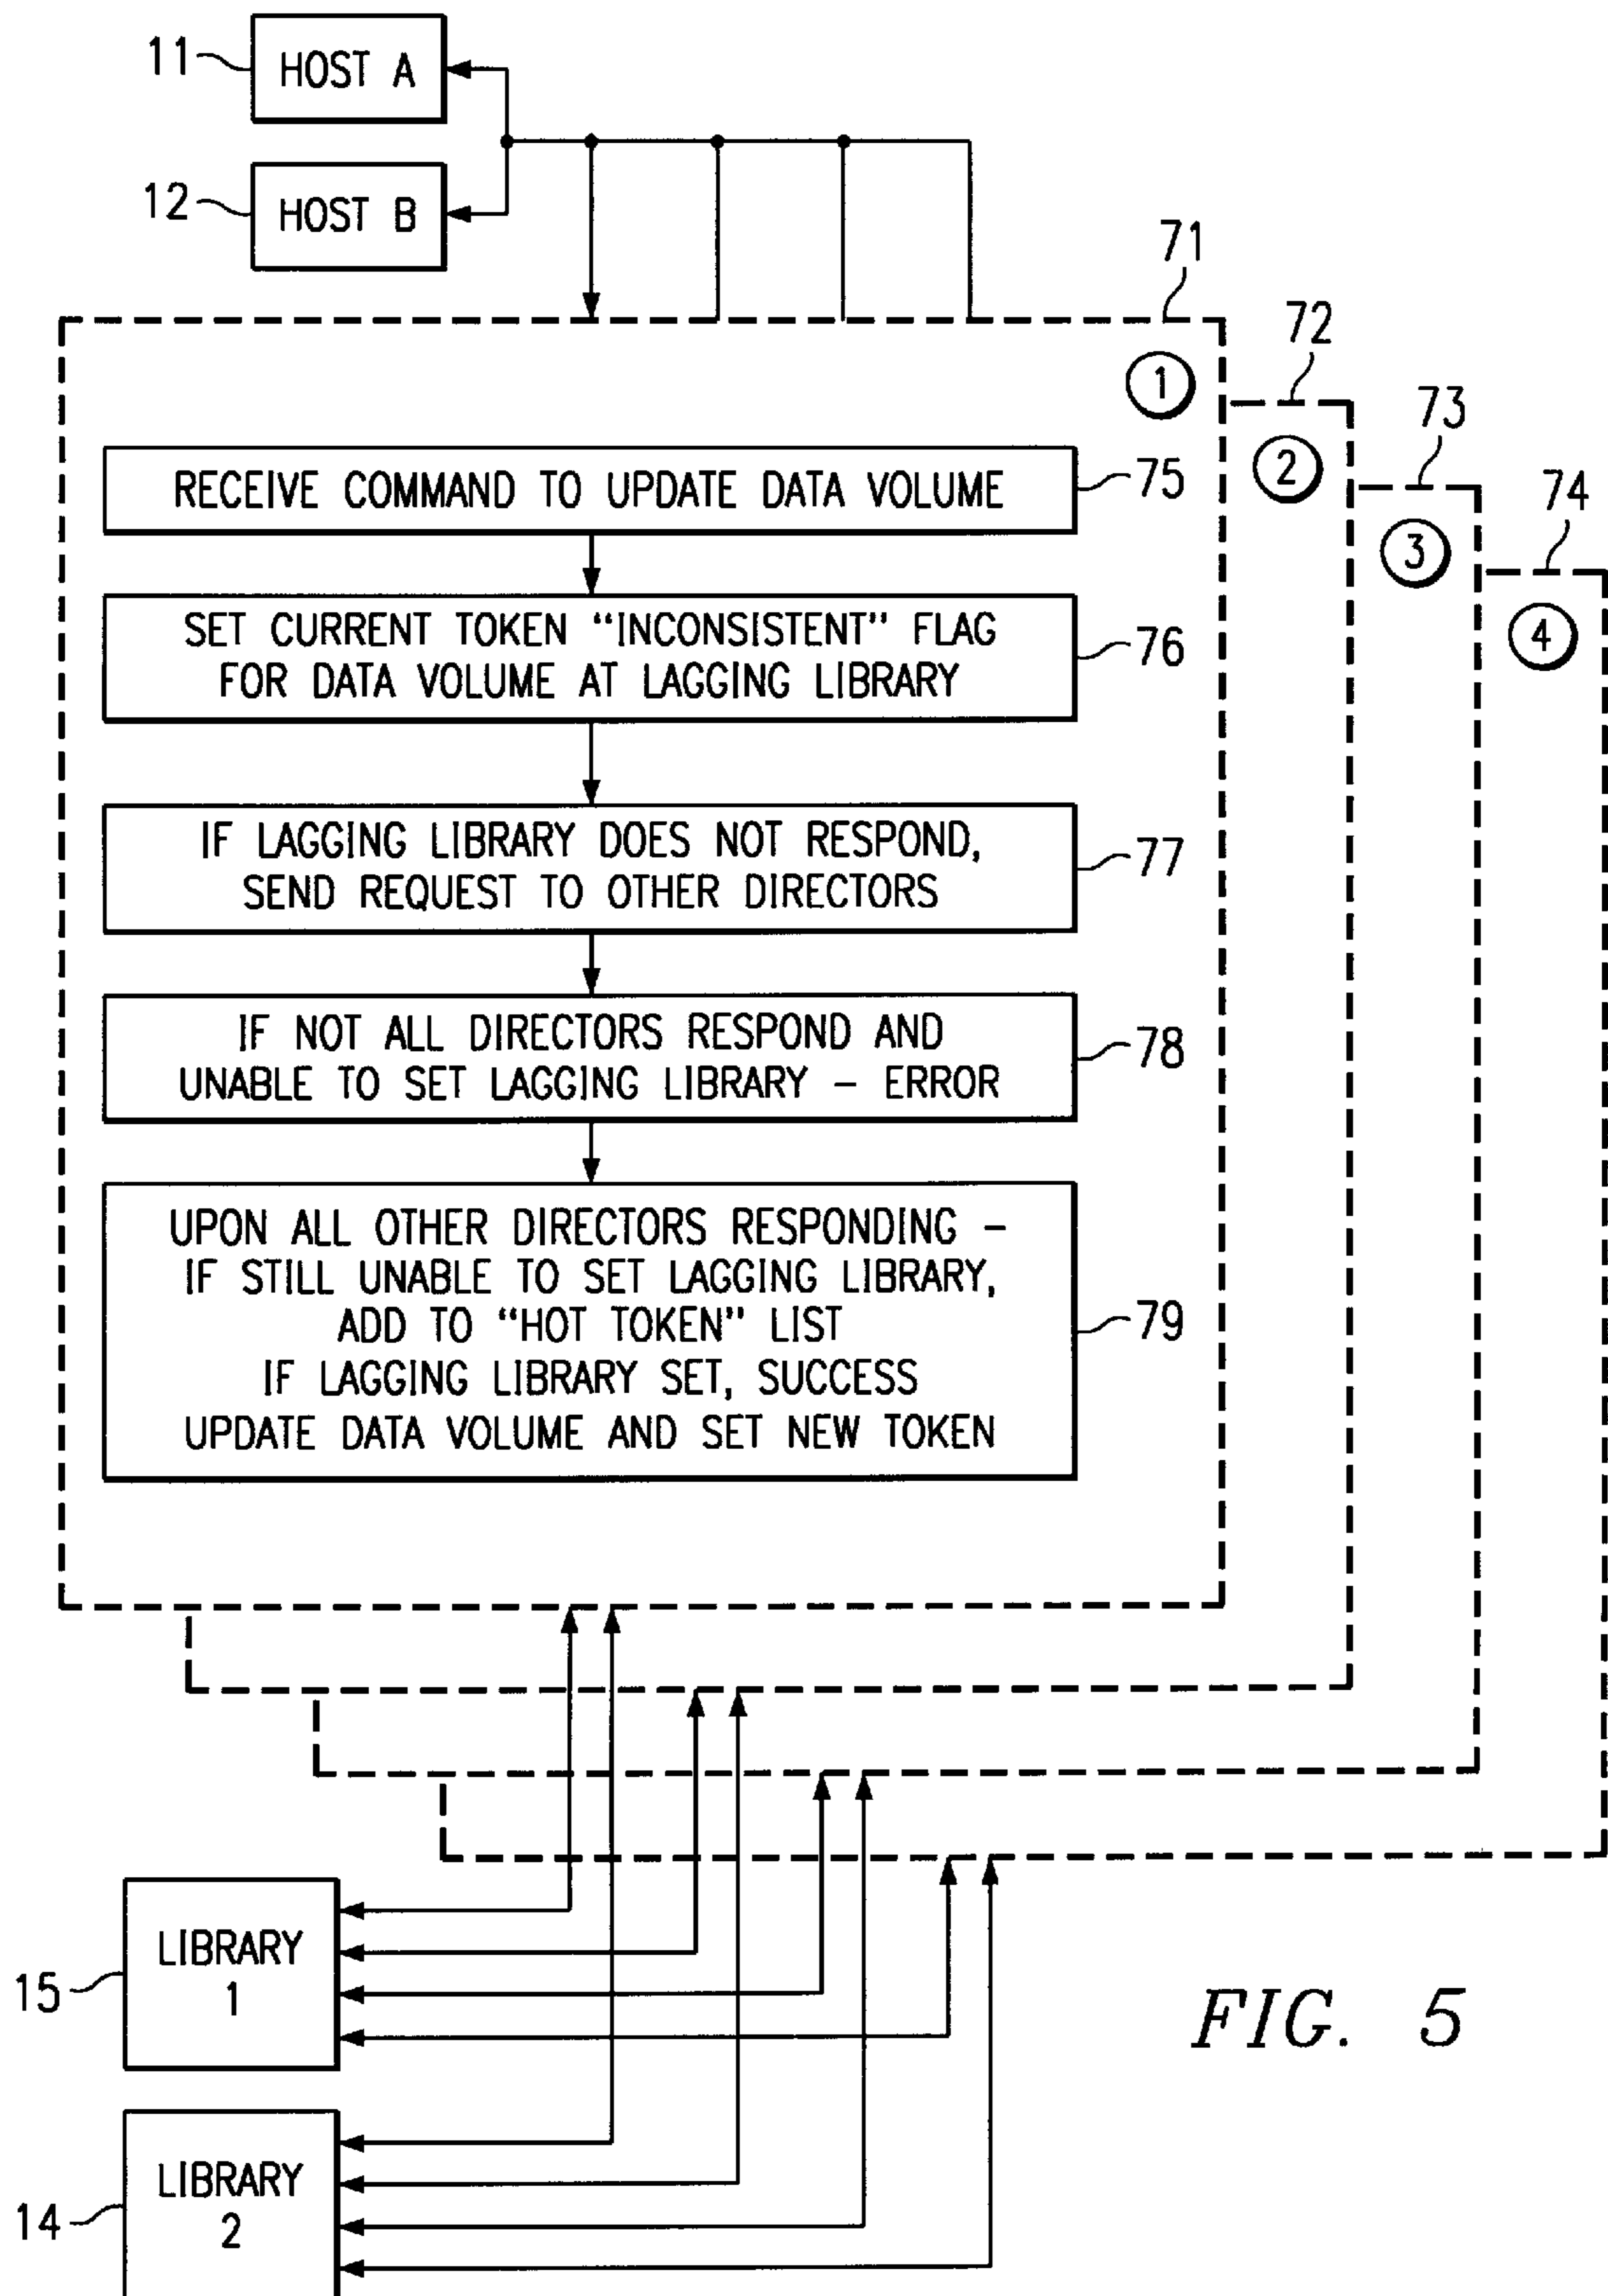 11
HOST A
12
HOST B
71
72
73
74
1
2
3
4
RECEIVE COMMAND TO UPDATE DATA VOLUME
75
SET CURRENT TOKEN “INCONSISTENT” FLAG
FOR DATA VOLUME AT LAGGING LIBRARY
76
IF LAGGING LIBRARY DOES NOT RESPOND,
SEND REQUEST TO OTHER DIRECTORS
77
IF NOT ALL DIRECTORS RESPOND AND
UNABLE TO SET LAGGING LIBRARY – ERROR
78
UPON ALL OTHER DIRECTORS RESPONDING –
IF STILL UNABLE TO SET LAGGING LIBRARY,
ADD TO “HOT TOKEN” LIST
IF LAGGING LIBRARY SET, SUCCESS
UPDATE DATA VOLUME AND SET NEW TOKEN
79
LIBRARY
1
15
LIBRARY
2
14
FIG. 5